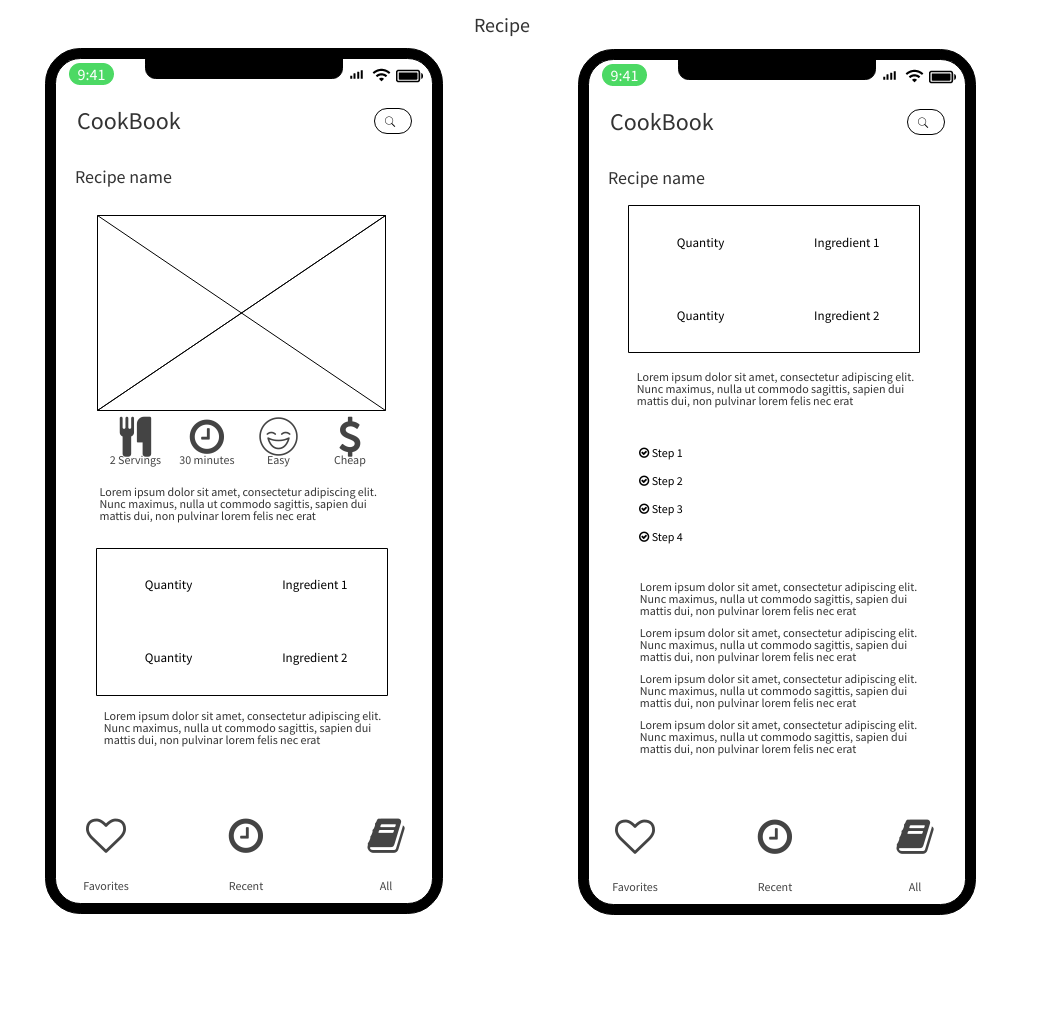 Recipe
9:41
CookBook
Recipe name
2 Servings 30 minutes Easy Cheap
Lorem ipsum dolor sit amet, consectetur adipiscing elit.
Nunc maximus, nulla ut commodo sagittis, sapien dui
mattis dui, non pulvinar lorem felis nec erat
Quantity Ingredient 1
Quantity Ingredient 2
Lorem ipsum dolor sit amet, consectetur adipiscing elit.
Nunc maximus, nulla ut commodo sagittis, sapien dui
mattis dui, non pulvinar lorem felis nec erat
Favorites Recent All
9:41
CookBook
Recipe name
Quantity Ingredient 1
Quantity Ingredient 2
Lorem ipsum dolor sit amet, consectetur adipiscing elit.
Nunc maximus, nulla ut commodo sagittis, sapien dui
mattis dui, non pulvinar lorem felis nec erat
Step 1
Step 2
Step 3
Step 4
Lorem ipsum dolor sit amet, consectetur adipiscing elit.
Nunc maximus, nulla ut commodo sagittis, sapien dui
mattis dui, non pulvinar lorem felis nec erat
Lorem ipsum dolor sit amet, consectetur adipiscing elit.
Nunc maximus, nulla ut commodo sagittis, sapien dui
mattis dui, non pulvinar lorem felis nec erat
Lorem ipsum dolor sit amet, consectetur adipiscing elit.
Nunc maximus, nulla ut commodo sagittis, sapien dui
mattis dui, non pulvinar lorem felis nec erat
Lorem ipsum dolor sit amet, consectetur adipiscing elit.
Nunc maximus, nulla ut commodo sagittis, sapien dui
mattis dui, non pulvinar lorem felis nec erat
Favorites Recent All